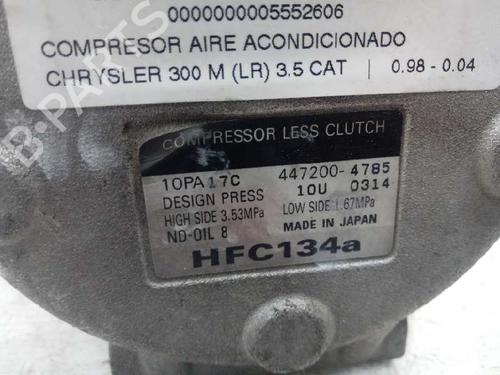 0000000005552606
COMPRESOR AIRE ACONDICIONADO
CHRYSLER 300 M (LR) 3.5 CAT | 0.98 - 0.04
B-PARTS
COMPRESSOR LESS CLUTCH
10PA17C 447200-4785
DESIGN PRESS 10U 0314
HIGH SIDE 3.53MPa LOW SIDE 1.67MPa
ND-OIL 8 MADE IN JAPAN
HFC134a